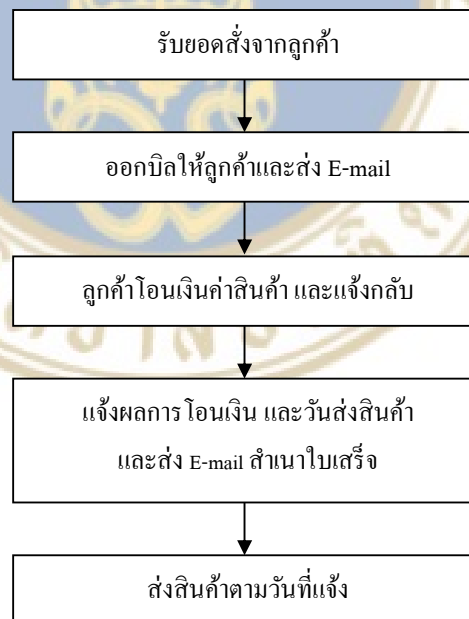 รับยอดสั่งจากลูกค้า
ออกบิลให้ลูกค้าและส่ง E-mail
ลูกค้าโอนเงินค่าสินค้า และแจ้งกลับ
แจ้งผลการโอนเงิน และวันส่งสินค้า
และส่ง E-mail สำเนาใบเสร็จ
ส่งสินค้าตามวันที่แจ้ง